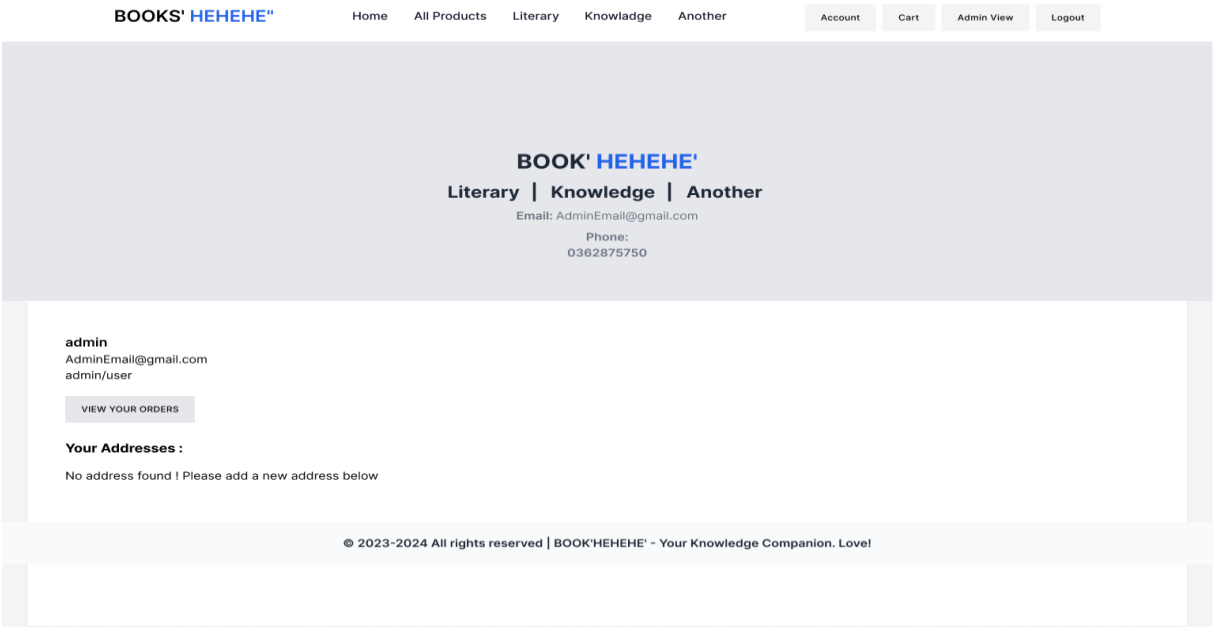 BOOKS' HEHEHE" Home All Products Literary Knowladge Another Account Cart Admin View Logout
BOOK' HEHEHE'
Literary | Knowledge | Another
Email: AdminEmail@gmail.com
Phone:
0362875750
admin
AdminEmail@gmail.com
admin/user
VIEW YOUR ORDERS
Your Addresses :
No address found ! Please add a new address below
© 2023-2024 All rights reserved | BOOK'HEHEHE' - Your Knowledge Companion. Love!